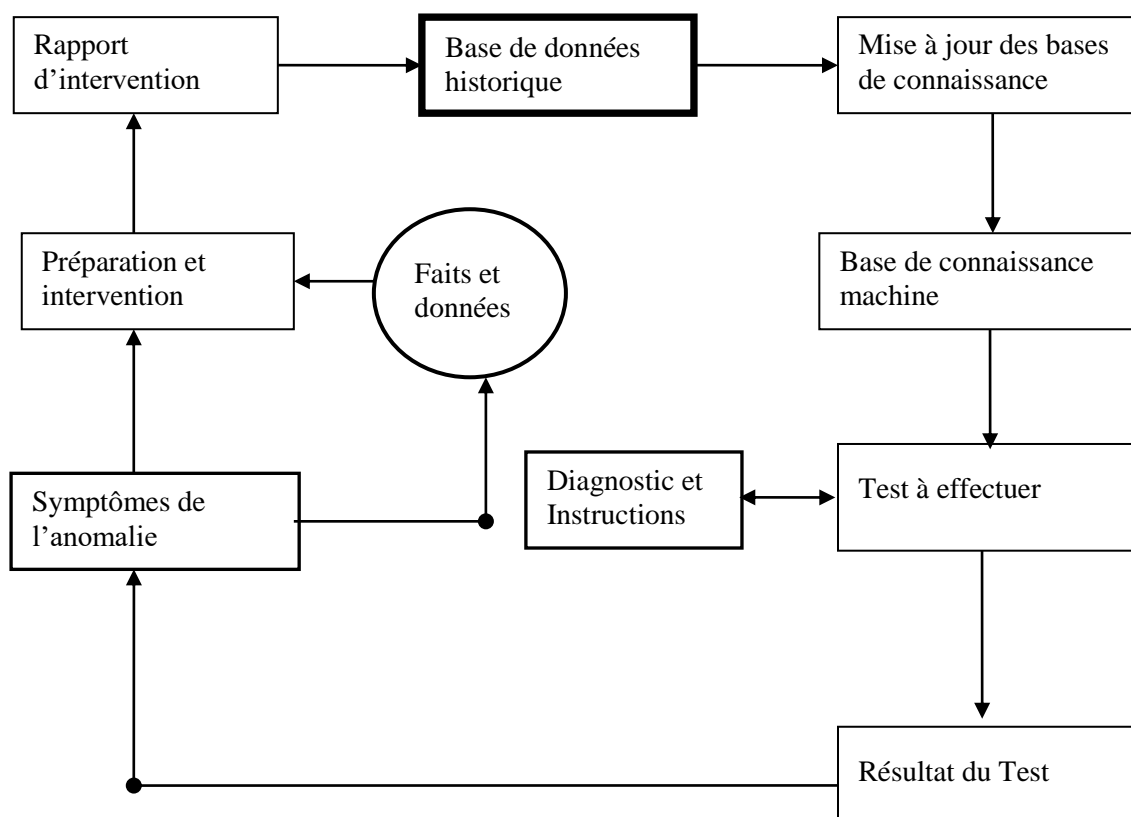 Rapport
d’intervention
Base de données
historique
Mise à jour des bases
de connaissance
Préparation et
intervention
Faits et
données
Base de connaissance
machine
Symptômes de
l’anomalie
Diagnostic et
Instructions
Test à effectuer
Résultat du Test